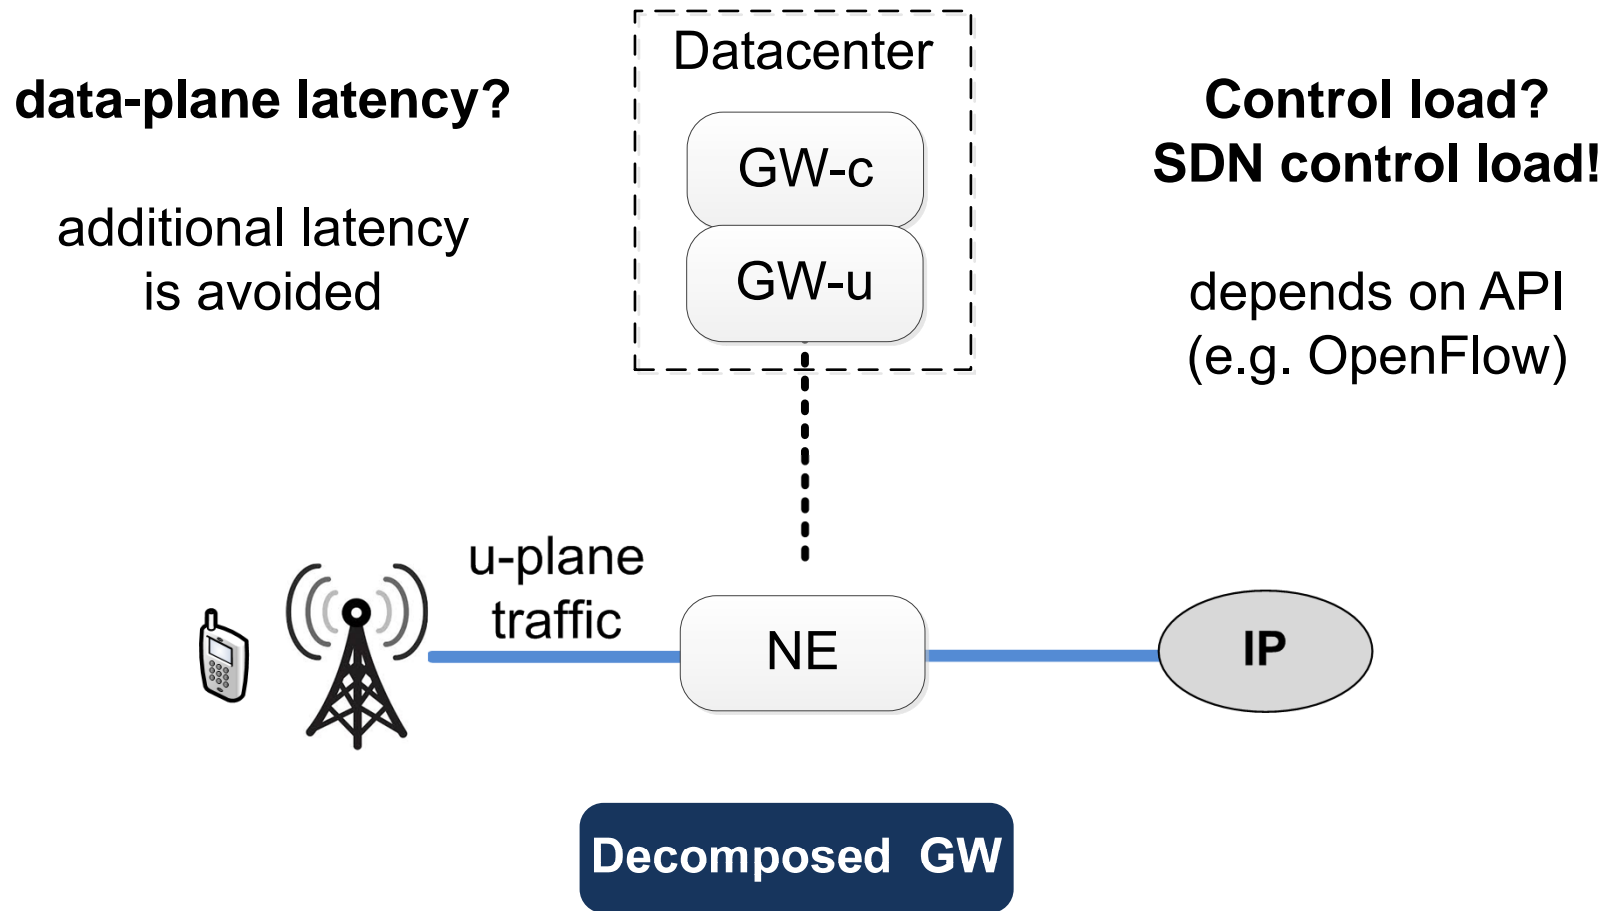 Datacenter
data-plane latency?
additional latency
is avoided
GW-c
GW-u
Control load?
SDN control load!
depends on API
(e.g. OpenFlow)
u-plane
traffic
NE
IP
Decomposed GW